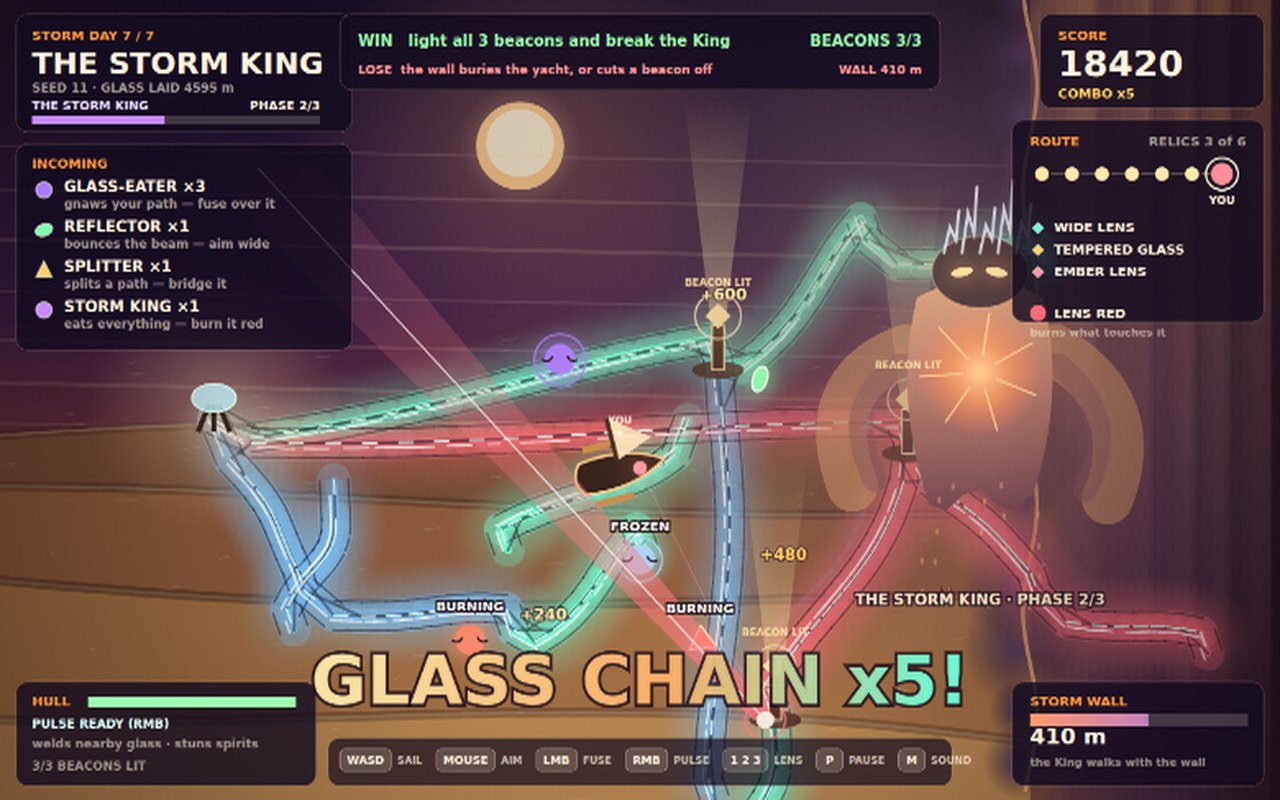 STORM DAY 7 / 7
THE STORM KING
SEED 11 · GLASS LAID 4595 m
THE STORM KING PHASE 2/3
WIN light all 3 beacons and break the King BEACONS 3/3
LOSE the wall buries the yacht, or cuts a beacon off WALL 410 m
SCORE
18420
COMBO x5
INCOMING
GLASS-EATER ×3
gnaws your path — fuse over it
REFLECTOR ×1
bounces the beam — aim wide
SPLITTER ×1
splits a path — bridge it
STORM KING ×1
eats everything — burn it red
ROUTE RELICS 3 of 6
YOU
WIDE LENS
TEMPERED GLASS
EMBER LENS
LENS RED
burns what touches it
BEACON LIT
+600
BEACON LIT
YOU
FROZEN
+480
BURNING
+240
BURNING
THE STORM KING · PHASE 2/3
BEACON LIT
GLASS CHAIN x5!
HULL
PULSE READY (RMB)
welds nearby glass · stuns spirits
3/3 BEACONS LIT
WASD SAIL MOUSE AIM LMB FUSE RMB PULSE 1 2 3 LENS P PAUSE M SOUND
STORM WALL
410 m
the King walks with the wall